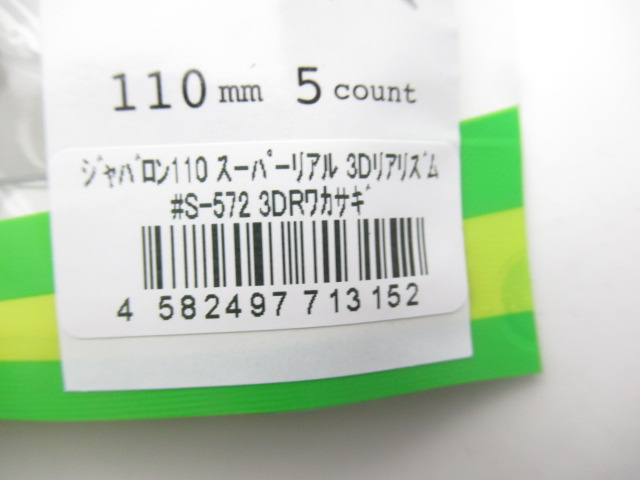 110 mm 5 count
ｼﾞｬﾊﾞﾛﾝ110 ｽｰﾊﾟｰﾘｱﾙ 3Dﾘｱﾘｽﾞﾑ
#S-572 3DRﾜｶｻｷﾞ
4 582497 713152